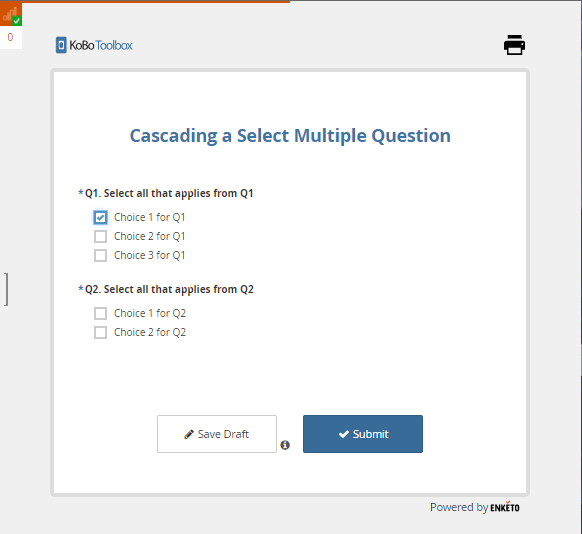 0
KoBoToolbox
Cascading a Select Multiple Question
*Q1. Select all that applies from Q1
Choice 1 for Q1
Choice 2 for Q1
Choice 3 for Q1
*Q2. Select all that applies from Q2
Choice 1 for Q2
Choice 2 for Q2
Save Draft
Submit
Powered by ENKETO